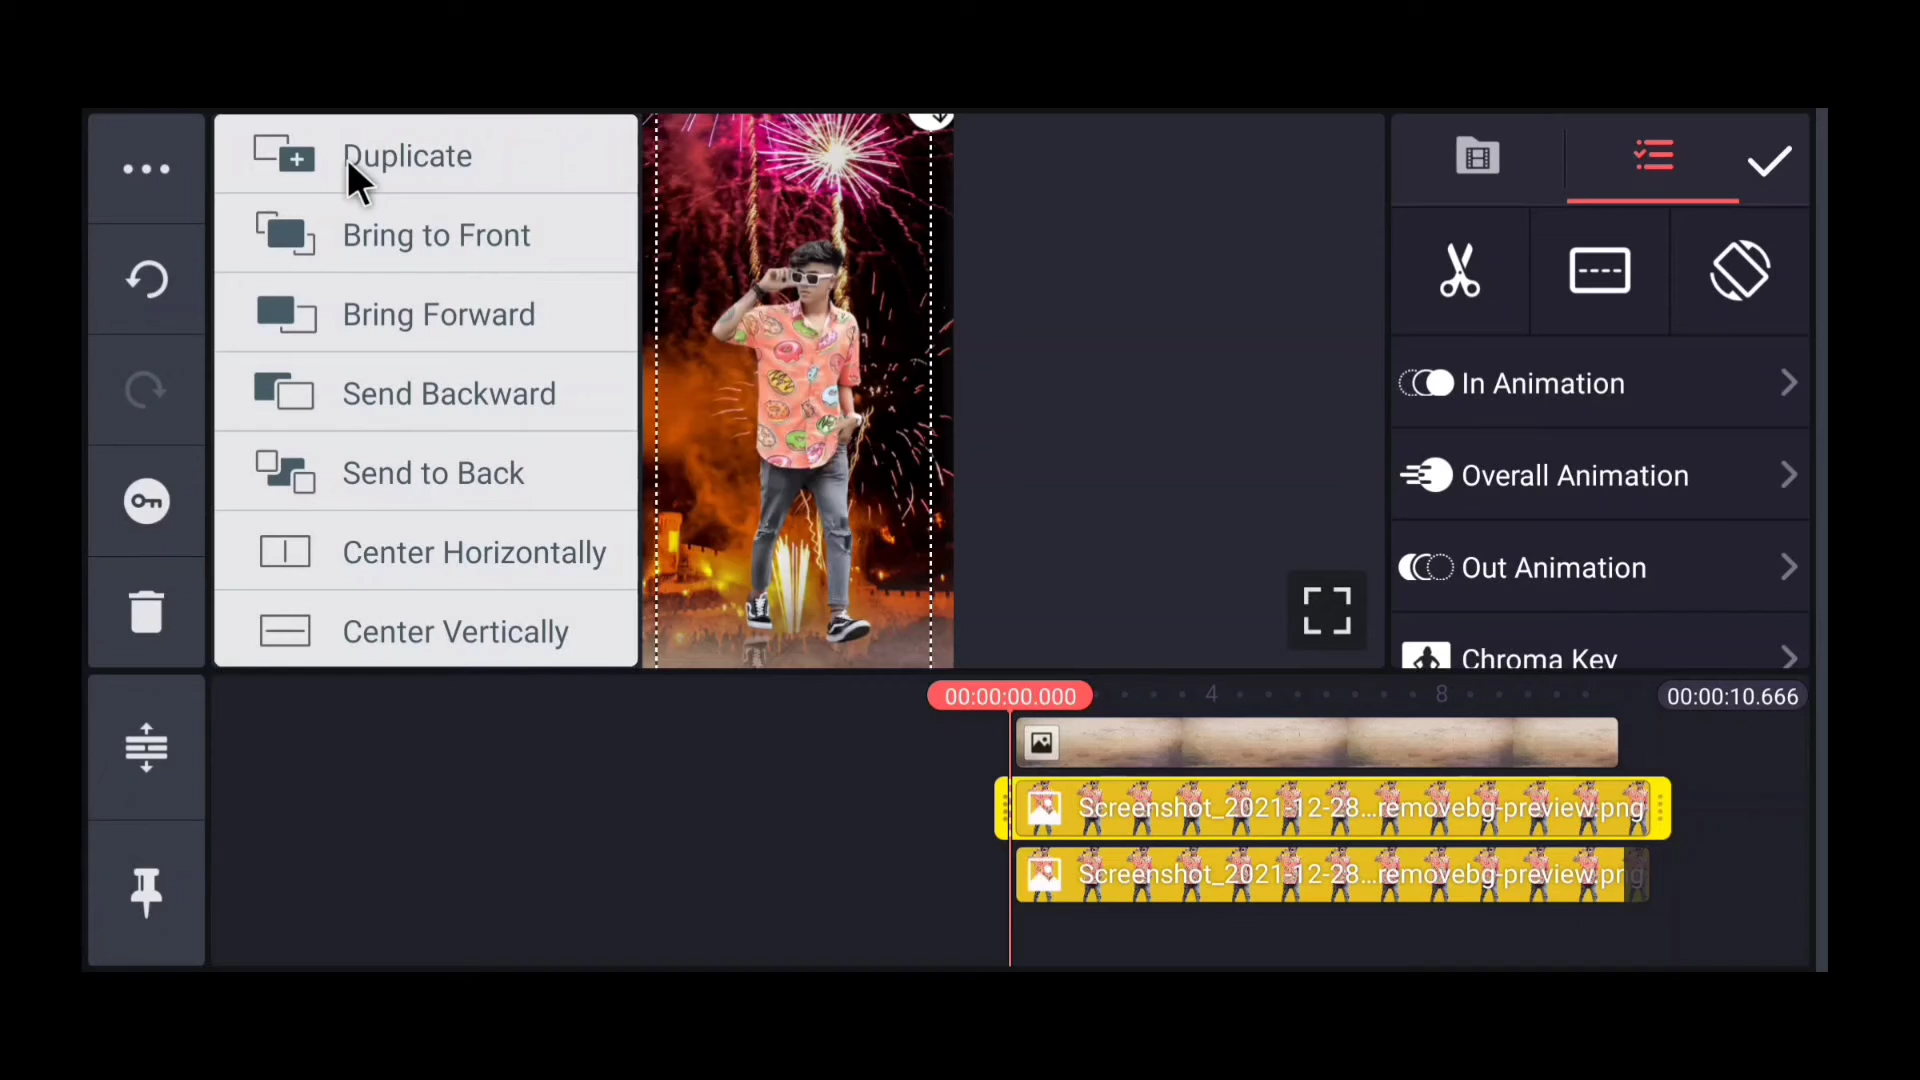 Duplicate
Bring to Front
Bring Forward
Send Backward
Send to Back
Center Horizontally
Center Vertically
In Animation
Overall Animation
Out Animation
Chroma Key
00:00:00.000
4
8
00:00:10.666
Screenshot_2021-12-28...removebg-preview.png
Screenshot_2021-12-28...removebg-preview.png